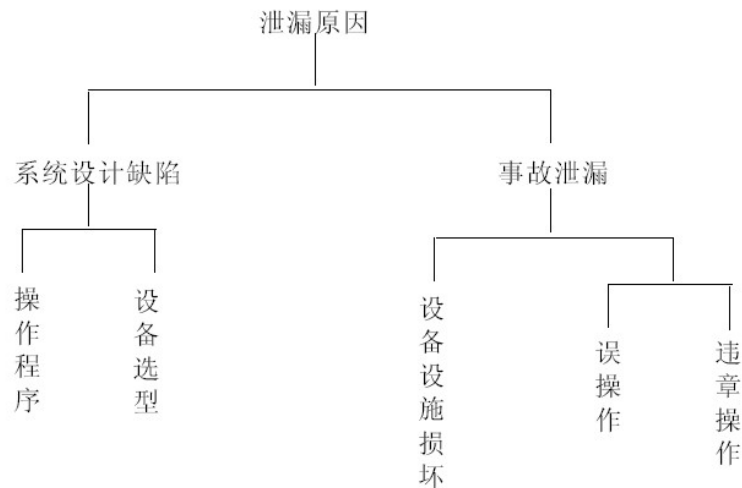 泄漏原因
系统设计缺陷
事故泄漏
操作程序
设备选型
设备设施损坏
误操作
违章操作